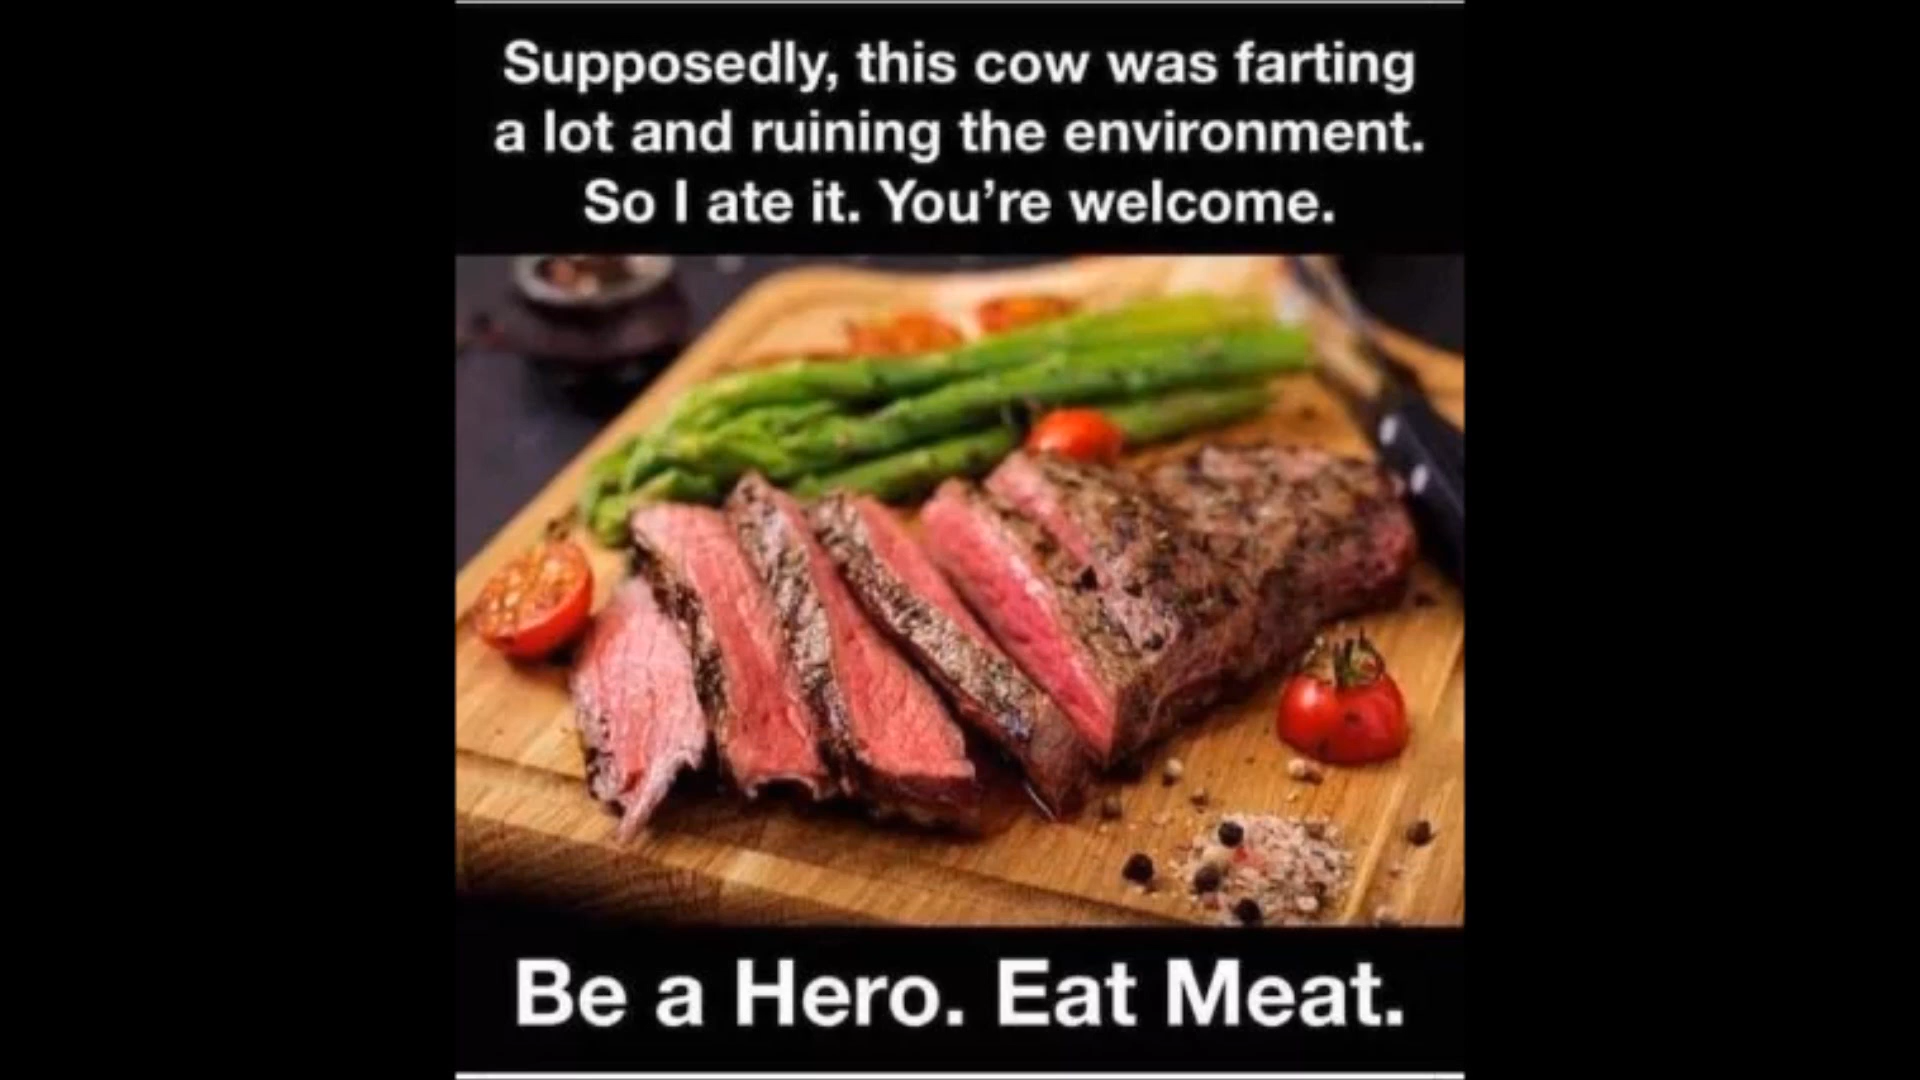 Supposedly, this cow was farting
a lot and ruining the environment.
So I ate it. You’re welcome.
Be a Hero. Eat Meat.